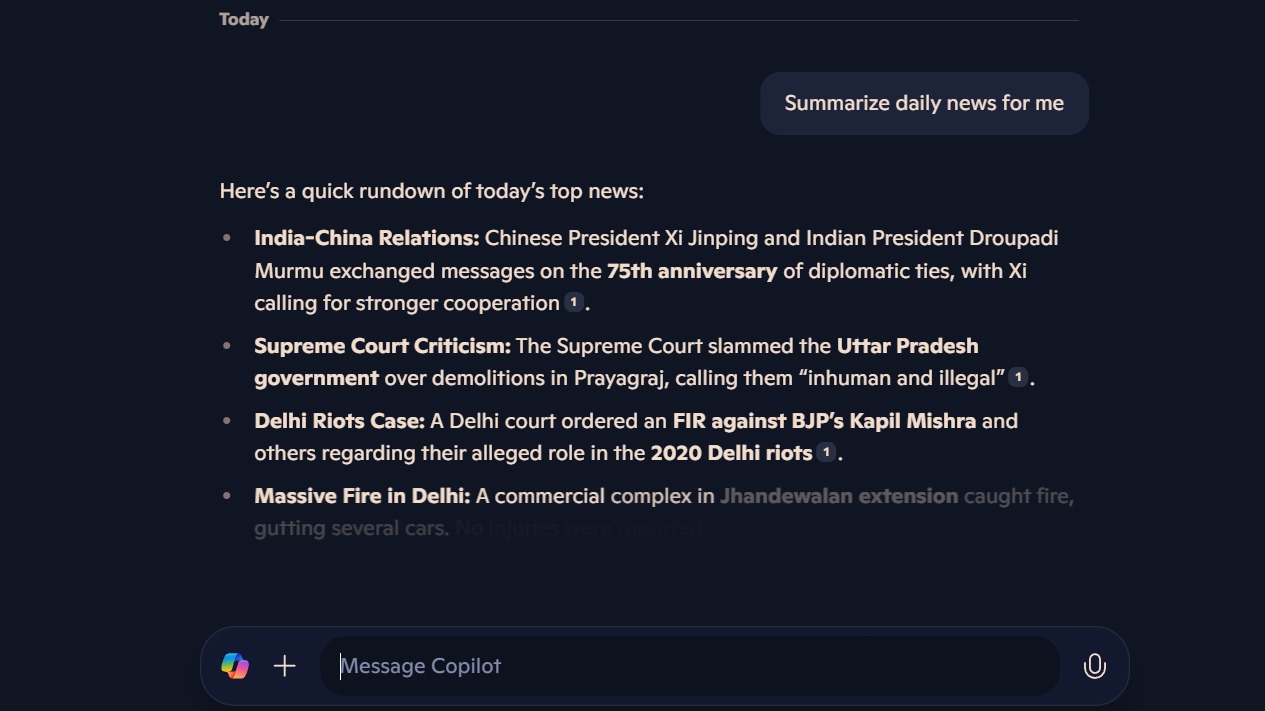 Today
Summarize daily news for me
Here’s a quick rundown of today’s top news:
• India-China Relations: Chinese President Xi Jinping and Indian President Droupadi
Murmu exchanged messages on the 75th anniversary of diplomatic ties, with Xi
calling for stronger cooperation 1 .
• Supreme Court Criticism: The Supreme Court slammed the Uttar Pradesh
government over demolitions in Prayagraj, calling them “inhuman and illegal” 1 .
• Delhi Riots Case: A Delhi court ordered an FIR against BJP’s Kapil Mishra and
others regarding their alleged role in the 2020 Delhi riots 1 .
• Massive Fire in Delhi: A commercial complex in Jhandewalan extension caught fire,
gutting several cars. No injuries were reported
Message Copilot